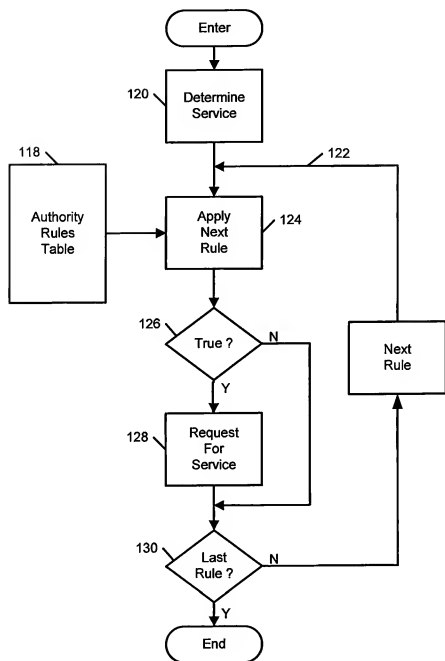 Enter
120
Determine
Service
118
122
Authority
Rules
Table
Apply
Next
Rule
124
126
True ?
N
Y
Next
Rule
128
Request
For
Service
130
Last
Rule ?
N
Y
End